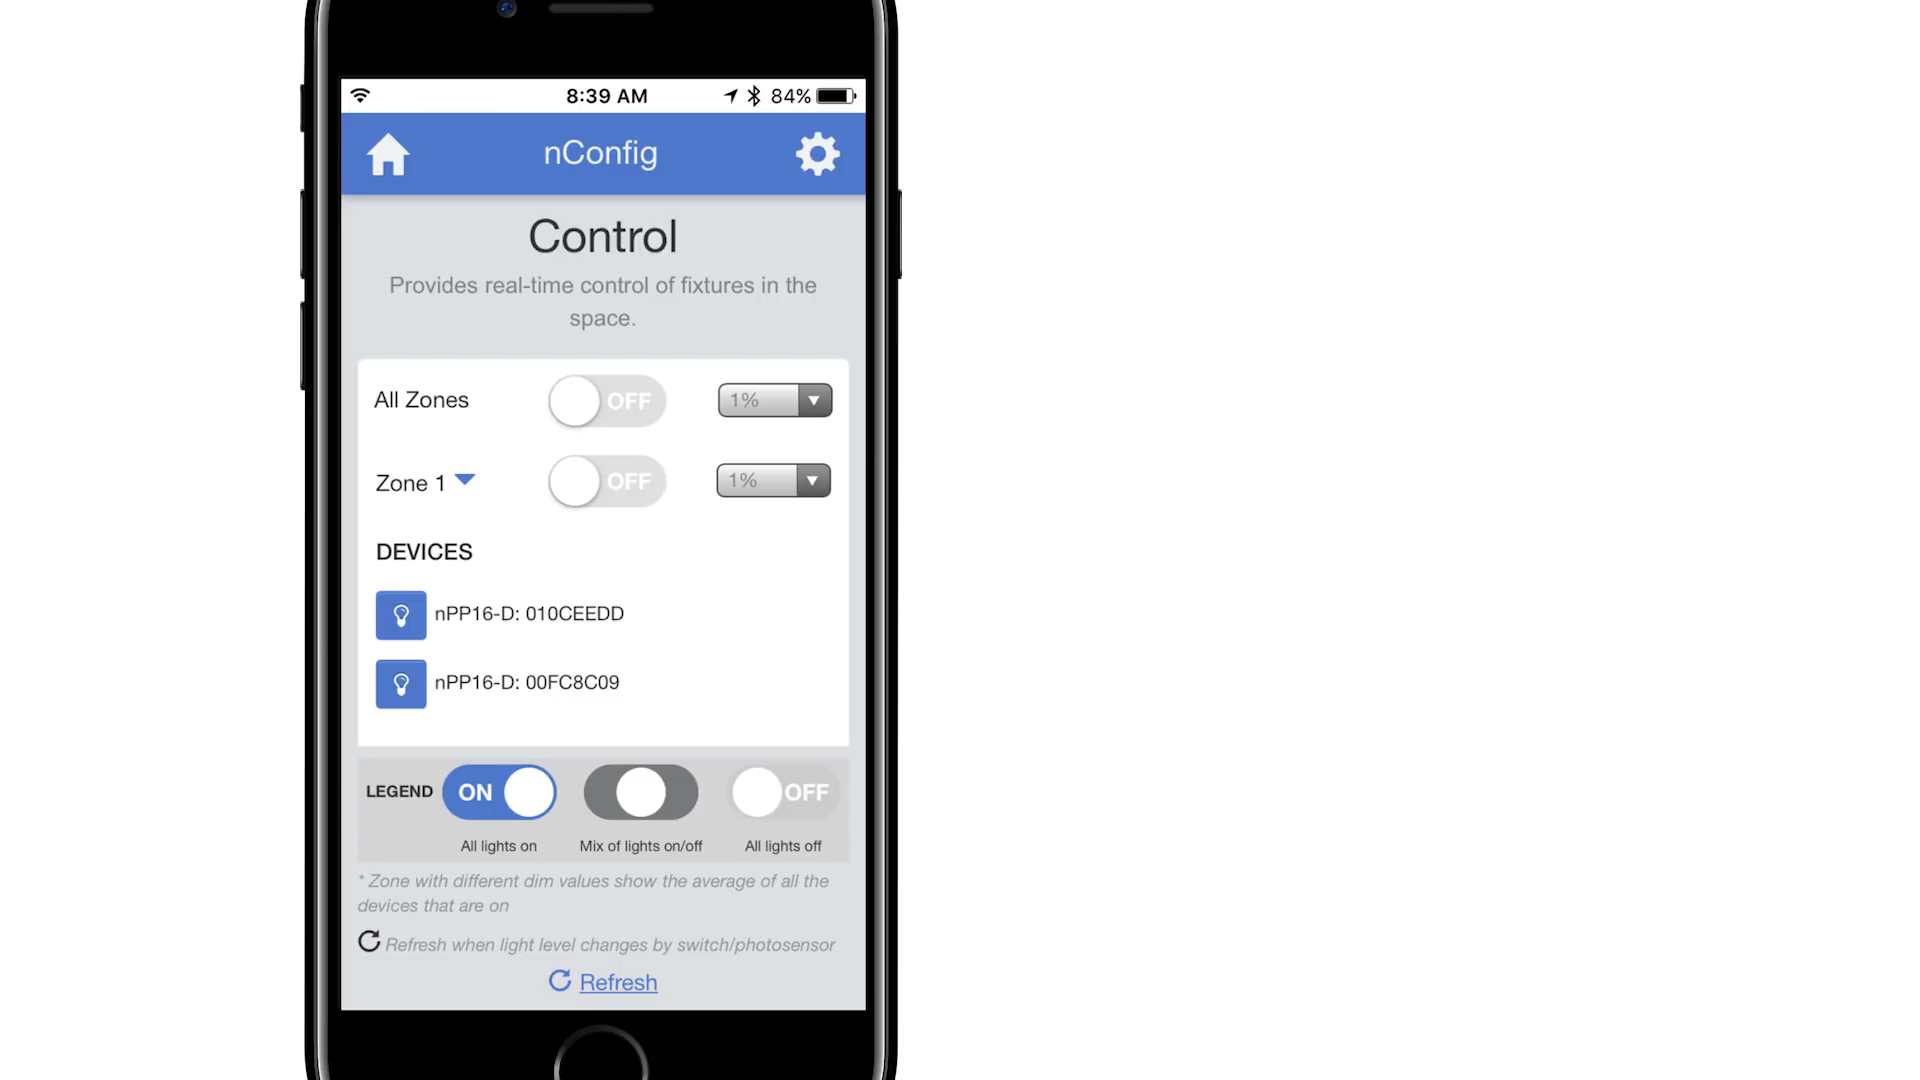 8:39 AM 84%
nConfig
Control
Provides real-time control of fixtures in the
space.
All Zones OFF 1%
Zone 1 OFF 1%
DEVICES
nPP16-D: 010CEEDD
nPP16-D: 00FC8C09
LEGEND ON OFF
All lights on Mix of lights on/off All lights off
* Zone with different dim values show the average of all the
devices that are on
Refresh when light level changes by switch/photosensor
Refresh